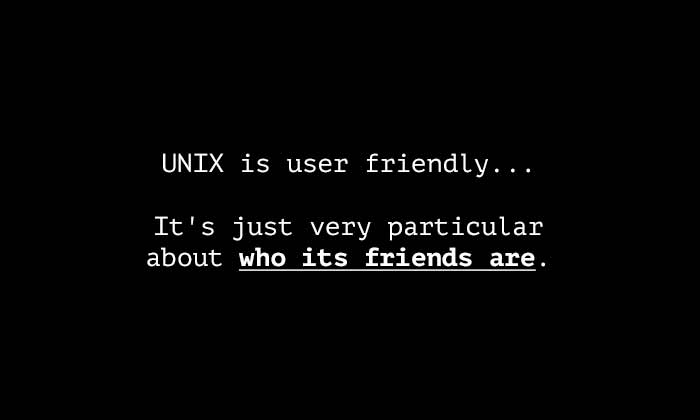 UNIX is user friendly...
It's just very particular
about who its friends are.